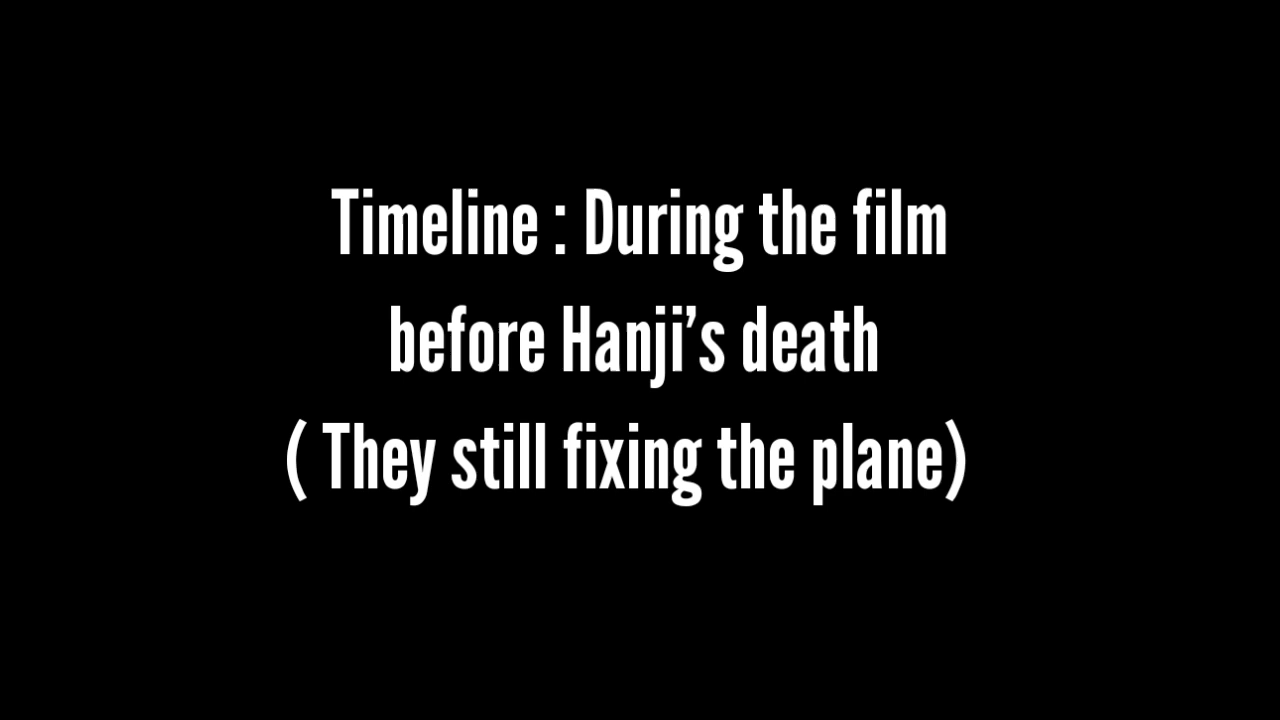 Timeline : During the film
before Hanji’s death
( They still fixing the plane)